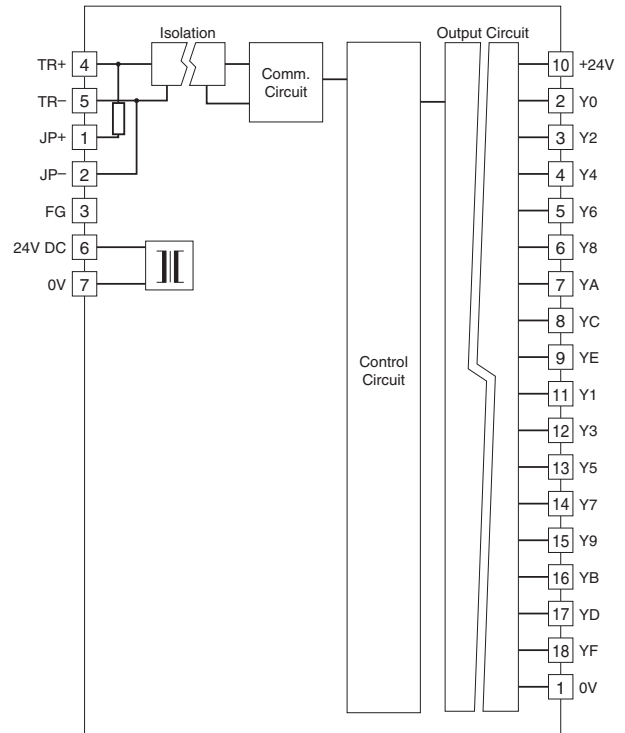 Isolation
Output Circuit
TR+ 4
TR− 5
JP+ 1
JP− 2
FG 3
24V DC 6
0V 7
Comm.
Circuit
Control
Circuit
10 +24V
2 Y0
3 Y2
4 Y4
5 Y6
6 Y8
7 YA
8 YC
9 YE
11 Y1
12 Y3
13 Y5
14 Y7
15 Y9
16 YB
17 YD
18 YF
1 0V